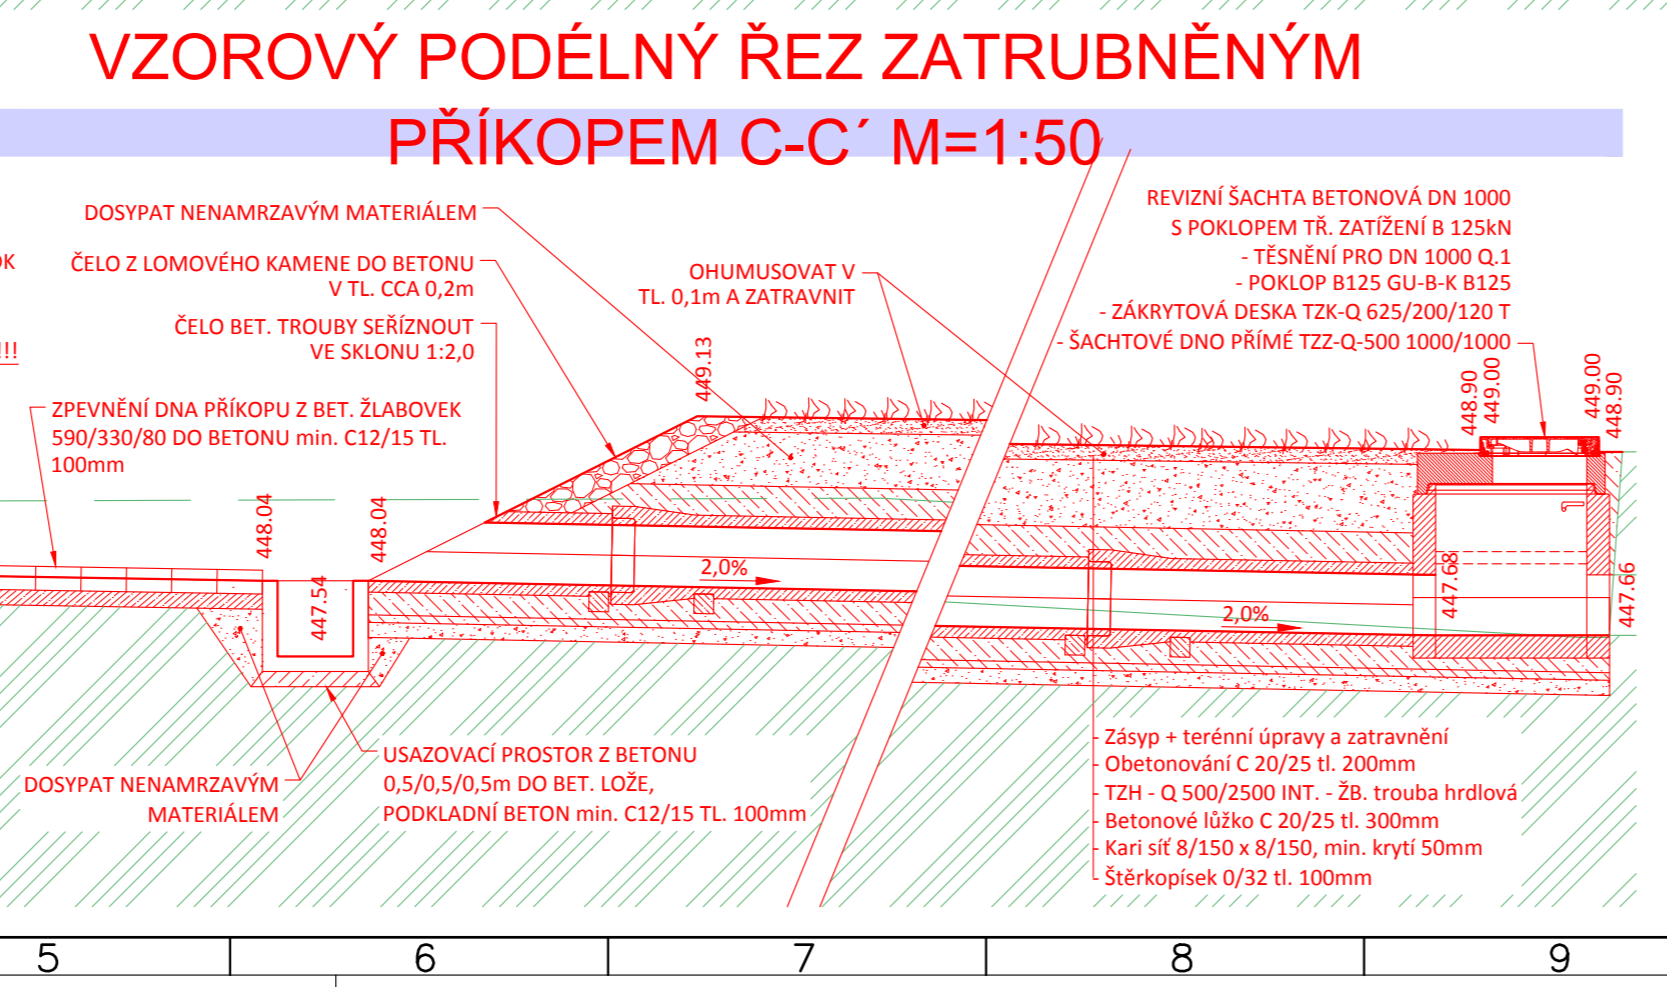 VZOROVÝ PODÉLNÝ ŘEZ ZATRUBNĚNÝM
PŘÍKOPEM C-C´ M=1:50
DOSYPAT NENAMRZAVÝM MATERIÁLEM
ČELO Z LOMOVÉHO KAMENE DO BETONU
V TL. CCA 0,2m
ČELO BET. TROUBY SEŘÍZNOUT
VE SKLONU 1:2,0
!!!
ZPEVNĚNÍ DNA PŘÍKOPU Z BET. ŽLABOVEK
590/330/80 DO BETONU min. C12/15 TL.
100mm
OHUMUSOVAT V
TL. 0,1m A ZATRAVNIT
REVIZNÍ ŠACHTA BETONOVÁ DN 1000
S POKLOPEM TŘ. ZATÍŽENÍ B 125kN
- TĚSNĚNÍ PRO DN 1000 Q.1
- POKLOP B125 GU-B-K B125
- ZÁKRYTOVÁ DESKA TZK-Q 625/200/120 T
- ŠACHTOVÉ DNO PŘÍMÉ TZZ-Q-500 1000/1000
449.13
448.90
449.00
449.00
448.90
448.04
448.04
447.54
2,0%
2,0%
447.68
447.66
DOSYPAT NENAMRZAVÝM
MATERIÁLEM
USAZOVACÍ PROSTOR Z BETONU
0,5/0,5/0,5m DO BET. LOŽE,
PODKLADNÍ BETON min. C12/15 TL. 100mm
- Zásyp + terénní úpravy a zatravnění
- Obetonování C 20/25 tl. 200mm
- TZH - Q 500/2500 INT. - ŽB. trouba hrdlová
- Betonové lůžko C 20/25 tl. 300mm
- Kari síť 8/150 x 8/150, min. krytí 50mm
- Štěrkopísek 0/32 tl. 100mm
5 6 7 8 9